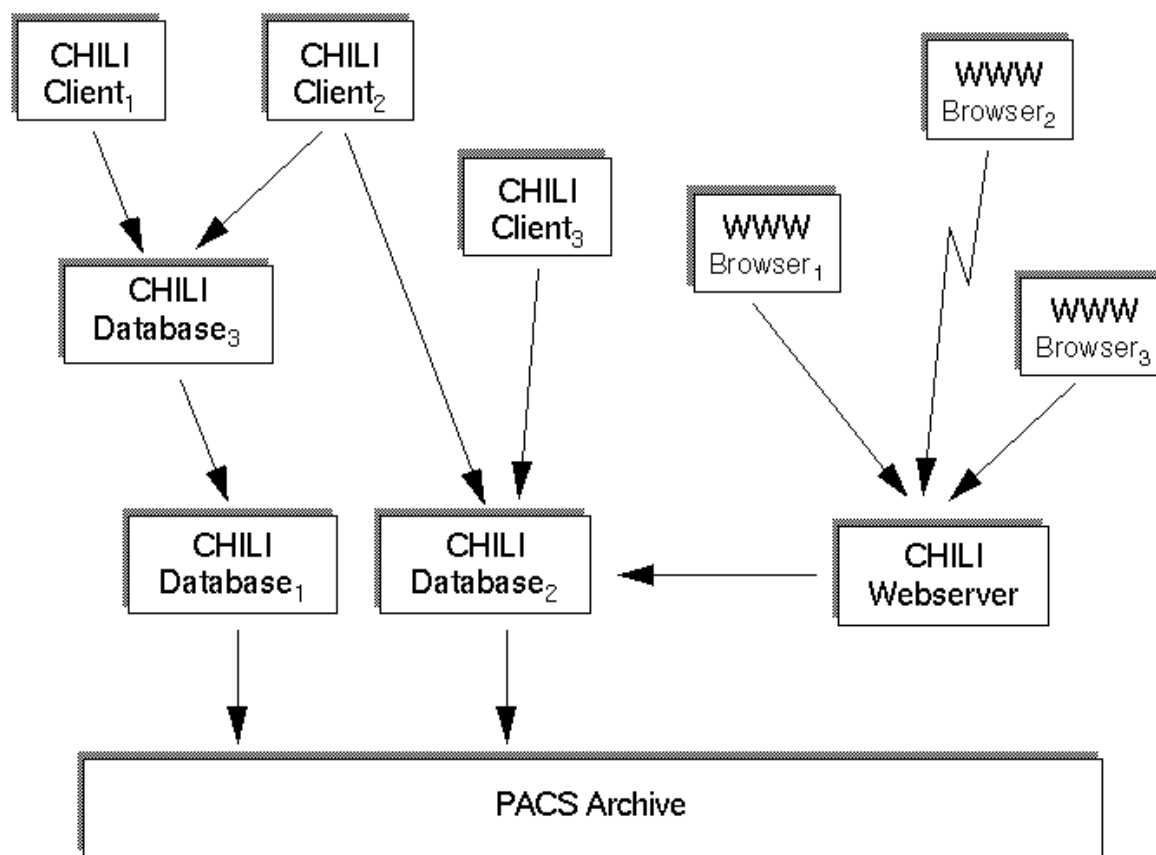 CHILI
Client₁
CHILI
Client₂
WWW
Browser₂
CHILI
Client₃
WWW
Browser₁
CHILI
Database₃
WWW
Browser₃
CHILI
Database₁
CHILI
Database₂
CHILI
Webserver
PACS Archive